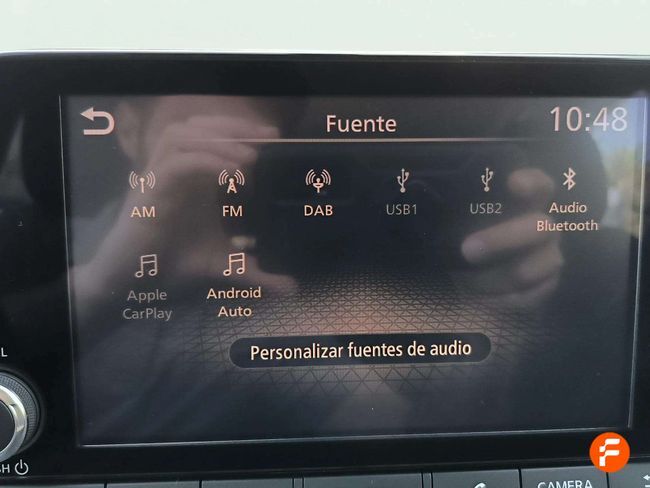 Fuente
10:48
AM
FM
DAB
USB1
USB2
Audio
Bluetooth
Apple
CarPlay
Android
Auto
Personalizar fuentes de audio
CAMERA